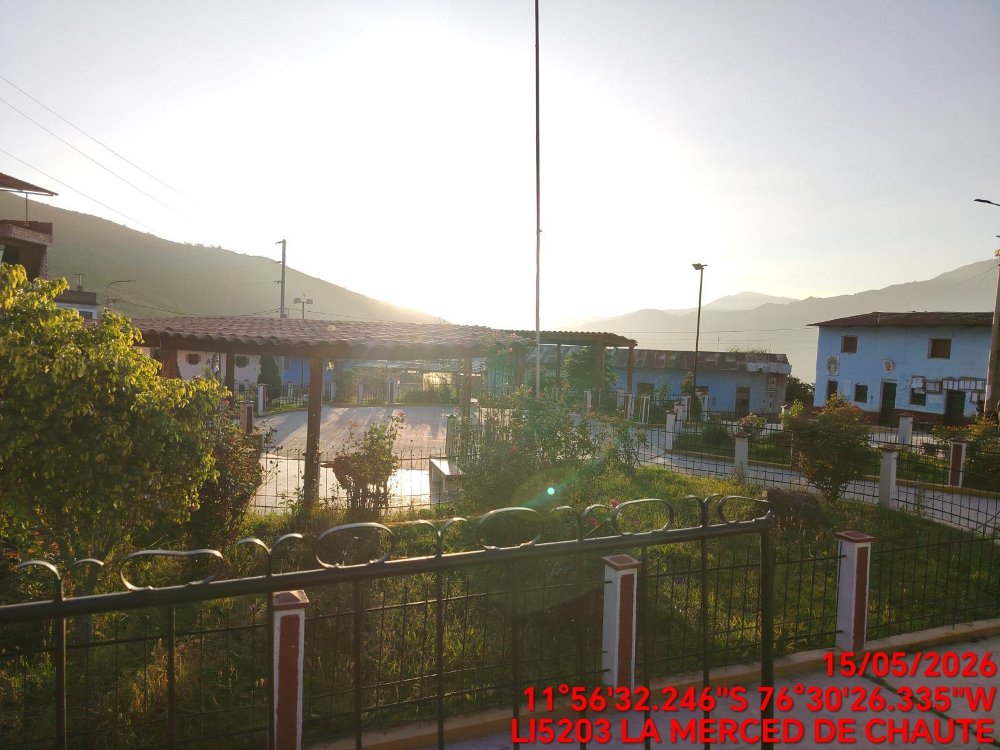 15/05/2026
11°56'32.246"S 76°30'26.335"W
LI5203 LA MERCED DE CHAUTE